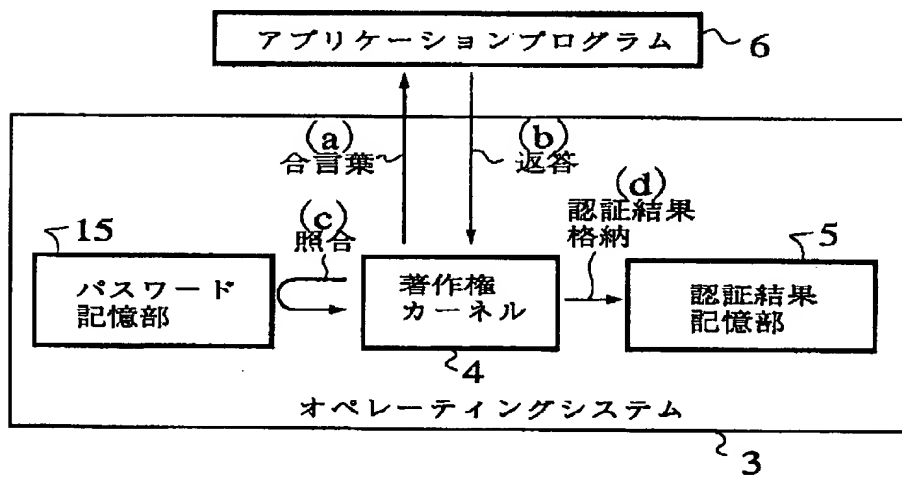 アプリケーションプログラム
6
(a)
合言葉
(b)
返答
(c)
照合
(d)
認証結果
格納
15
パスワード
記憶部
著作権
カーネル
4
5
認証結果
記憶部
オペレーティングシステム
3